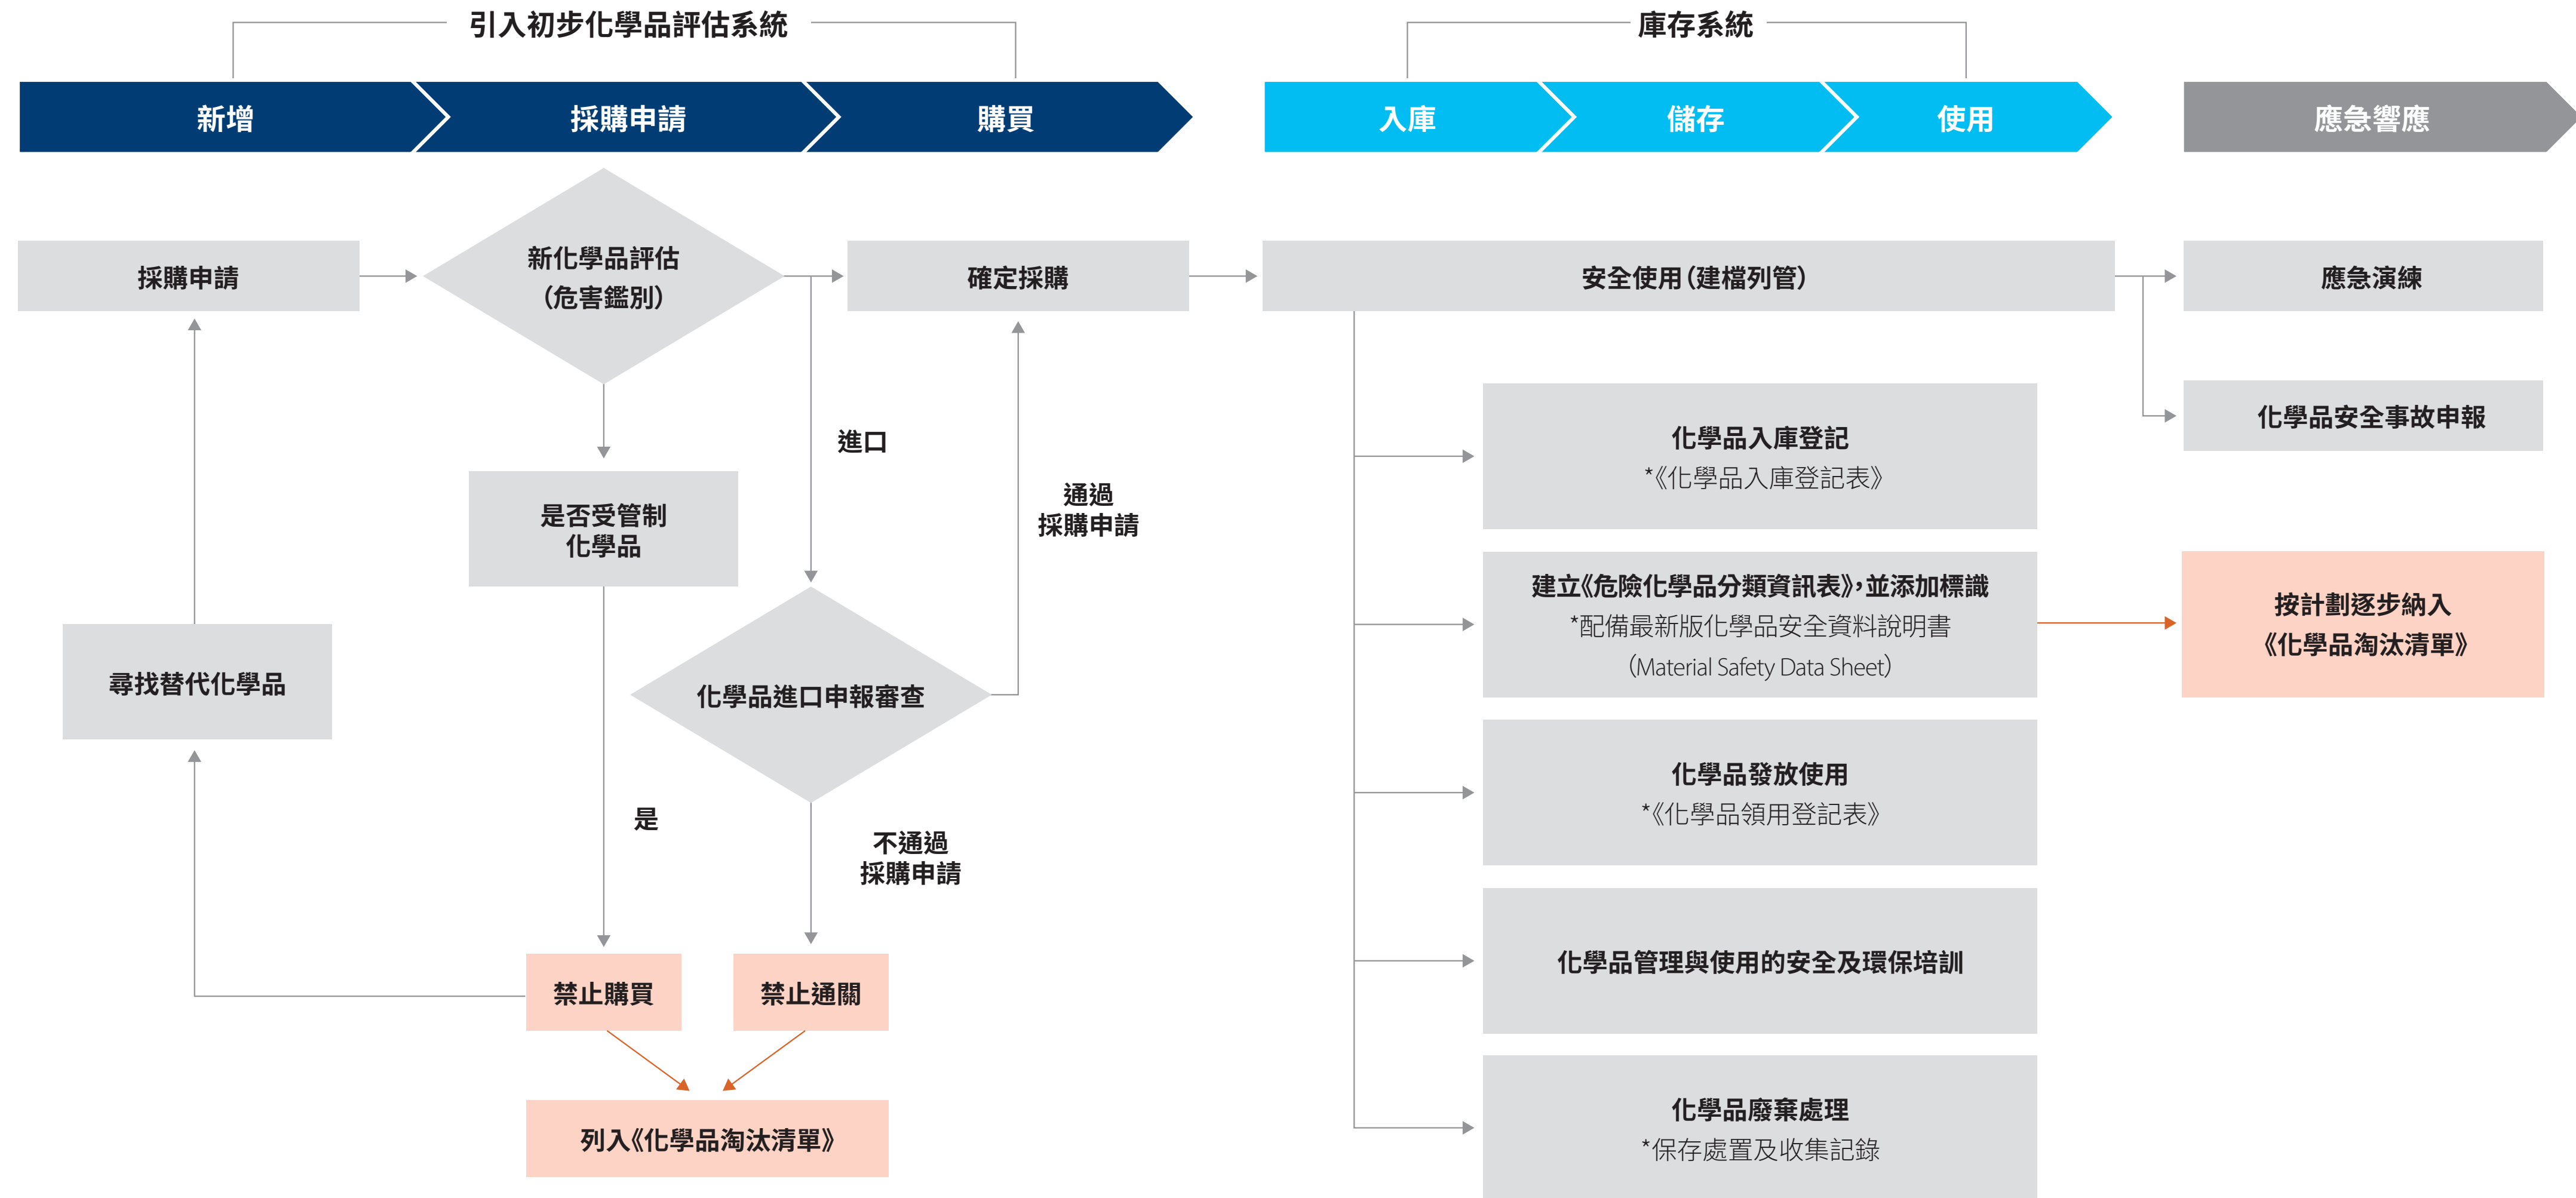 引入初步化學品評估系統
庫存系統
新增
採購申請
購買
入庫
儲存
使用
應急響應
採購申請
新化學品評估
（危害鑑別）
確定採購
安全使用（建檔列管）
應急演練
化學品安全事故申報
進口
通過
採購申請
是否受管制
化學品
化學品入庫登記
*《化學品入庫登記表》
建立《危險化學品分類資訊表》，並添加標識
*配備最新版化學品安全資料說明書
（Material Safety Data Sheet）
按計劃逐步納入
《化學品淘汰清單》
尋找替代化學品
化學品進口申報審查
化學品發放使用
*《化學品領用登記表》
是
不通過
採購申請
化學品管理與使用的安全及環保培訓
禁止購買
禁止通關
列入《化學品淘汰清單》
化學品廢棄處理
*保存處置及收集記錄